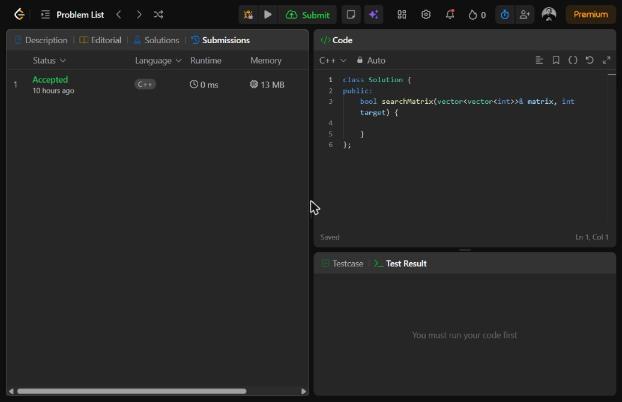 Problem List
Submit
0
Premium
Description
Editorial
Solutions
Submissions
Status
Language
Runtime
Memory
1
Accepted
10 hours ago
C++
0 ms
13 MB
Code
C++
Auto
1 class Solution {
2 public:
3 bool searchMatrix(vector<vector<int>>& matrix, int
target) {
4
5 }
6 };
Saved
Ln 1, Col 1
Testcase
Test Result
You must run your code first